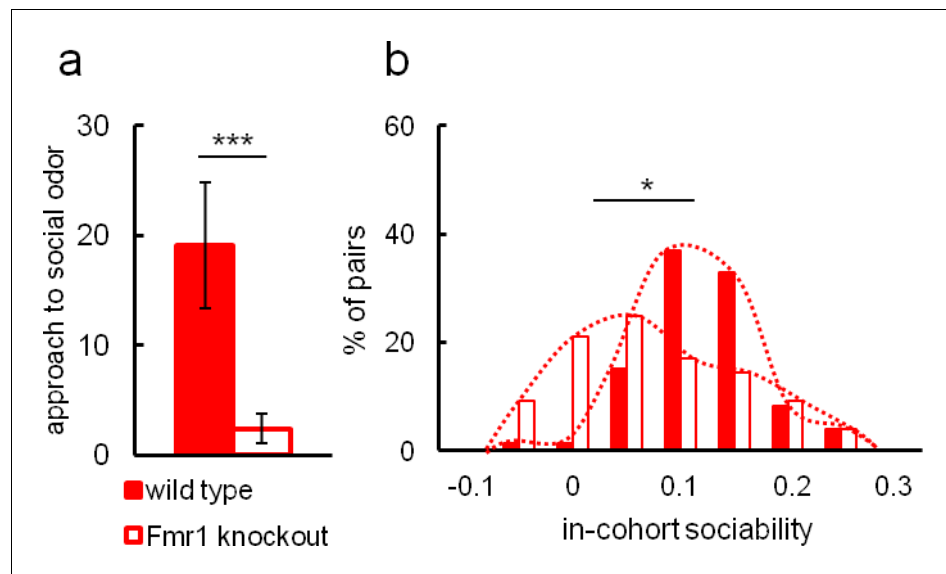 a
b
30
20
10
0
approach to social odor
***
wild type
Fmr1 knockout
60
40
20
0
% of pairs
*
-0.1 0 0.1 0.2 0.3
in-cohort sociability